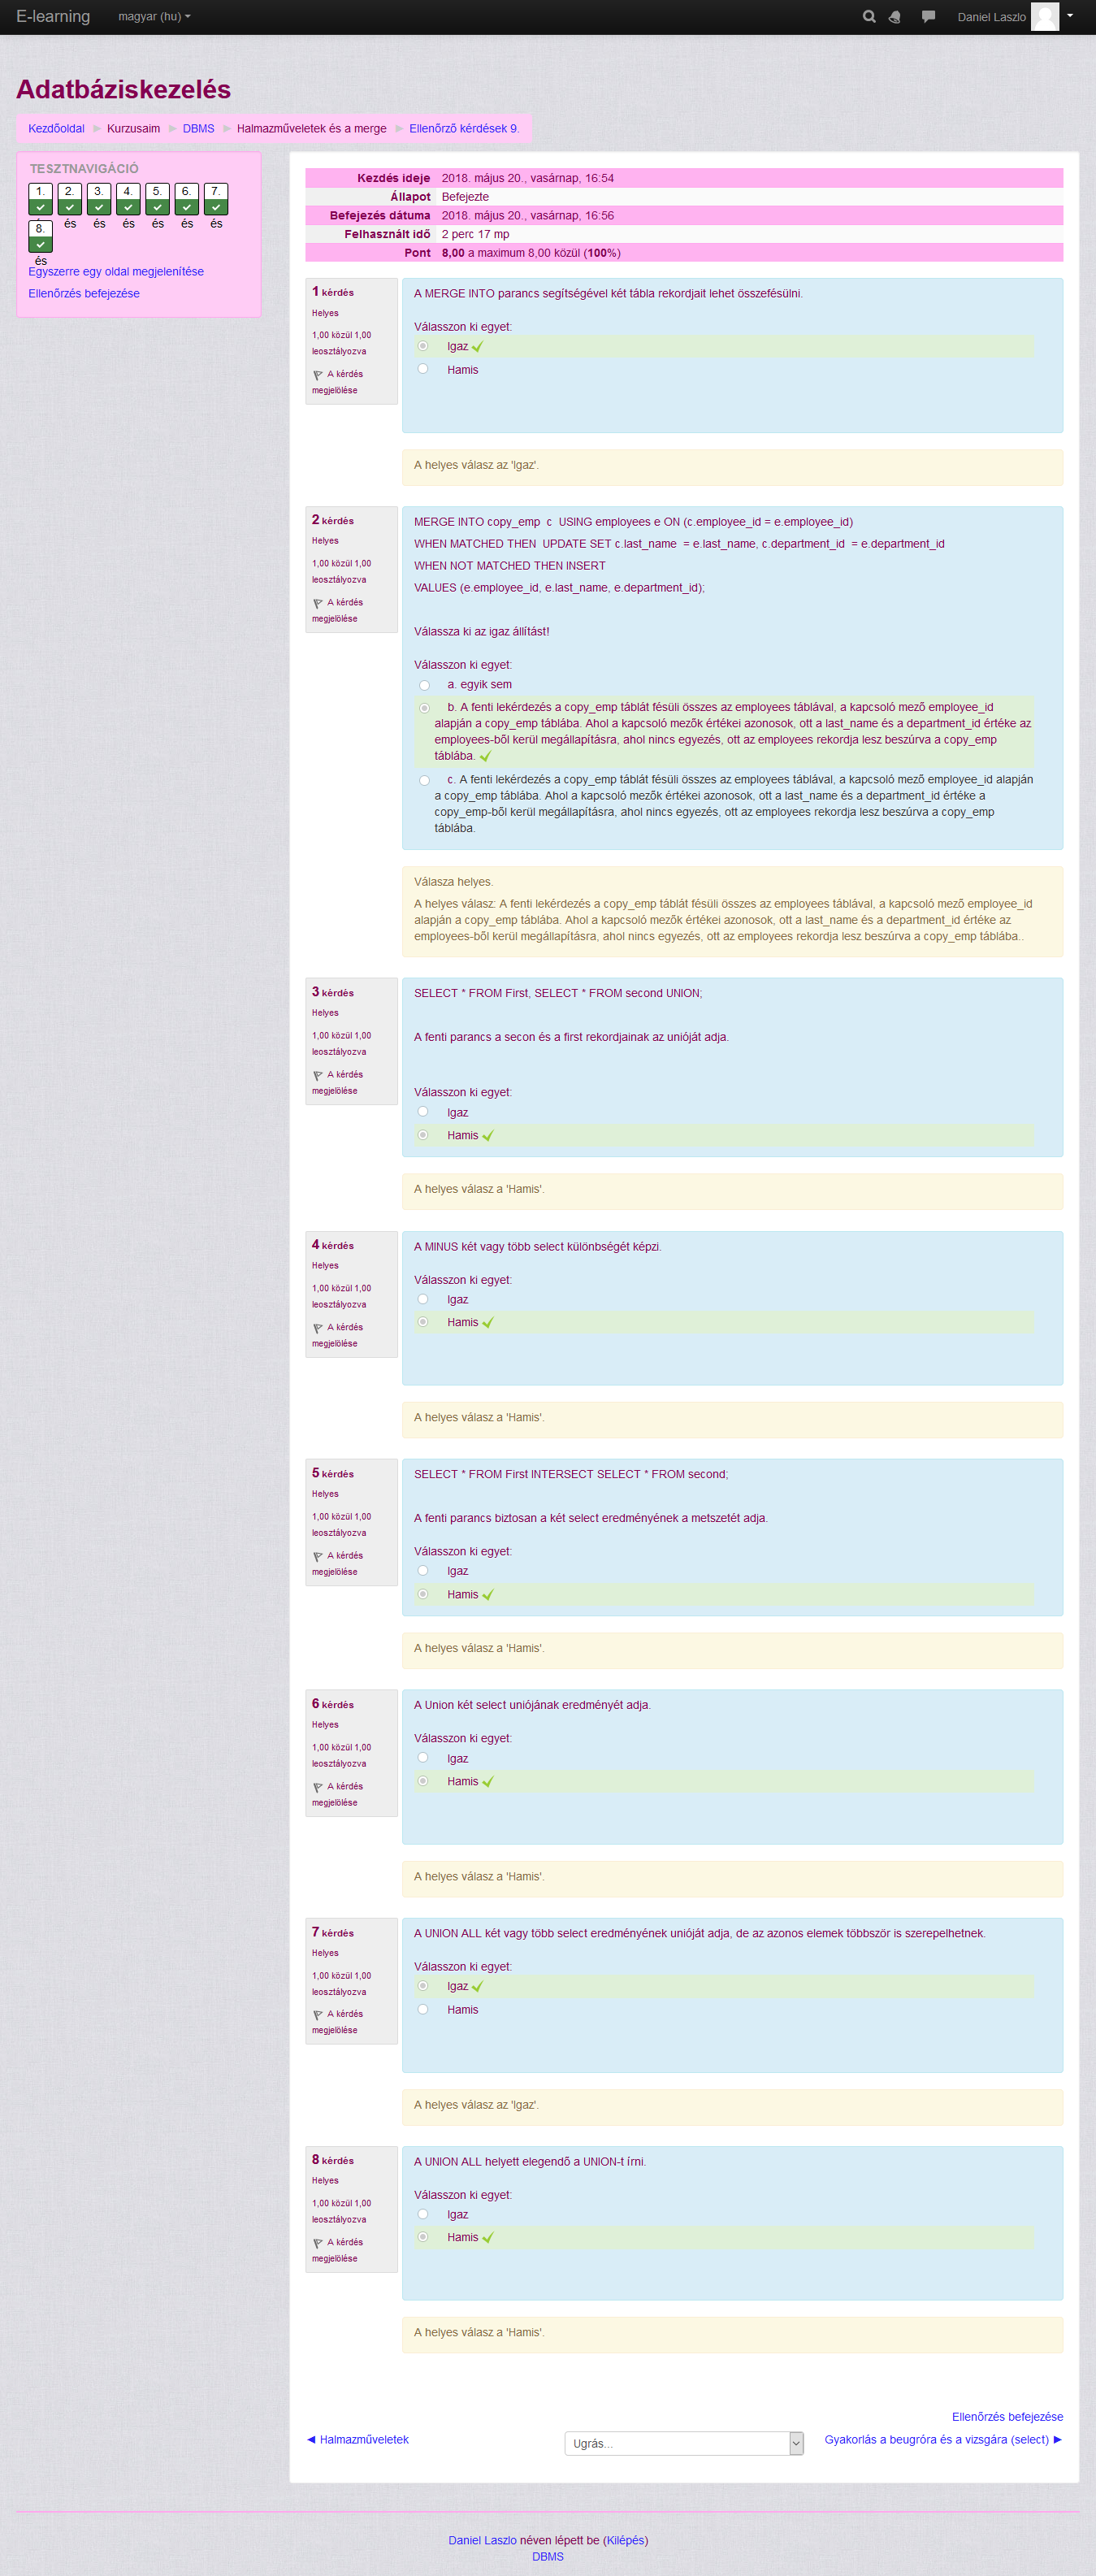 E-learning magyar (hu) Daniel Laszlo
Adatbáziskezelés
Kezdőoldal ► Kurzusaim ► DBMS ► Halmazműveletek és a merge ► Ellenőrző kérdések 9.
TESZTNAVIGÁCIÓ
1. 2. 3. 4. 5. 6. 7.
és és és és és és
8.
és
Egyszerre egy oldal megjelenítése
Ellenőrzés befejezése
Kezdés ideje 2018. május 20., vasárnap, 16:54
Állapot Befejezte
Befejezés dátuma 2018. május 20., vasárnap, 16:56
Felhasznált idő 2 perc 17 mp
Pont 8,00 a maximum 8,00 közül (100%)
1 kérdés
Helyes
1,00 közül 1,00
leosztályozva
A kérdés
megjelölése
A MERGE INTO parancs segítségével két tábla rekordjait lehet összefésülni.
Válasszon ki egyet:
Igaz
Hamis
A helyes válasz az 'Igaz'.
2 kérdés
Helyes
1,00 közül 1,00
leosztályozva
A kérdés
megjelölése
MERGE INTO copy_emp c USING employees e ON (c.employee_id = e.employee_id)
WHEN MATCHED THEN UPDATE SET c.last_name = e.last_name, c.department_id = e.department_id
WHEN NOT MATCHED THEN INSERT
VALUES (e.employee_id, e.last_name, e.department_id);
Válassza ki az igaz állítást!
Válasszon ki egyet:
a. egyik sem
b. A fenti lekérdezés a copy_emp táblát fésüli összes az employees táblával, a kapcsoló mező employee_id
alapján a copy_emp táblába. Ahol a kapcsoló mezők értékei azonosok, ott a last_name és a department_id értéke az
employees-ből kerül megállapításra, ahol nincs egyezés, ott az employees rekordja lesz beszúrva a copy_emp
táblába.
c. A fenti lekérdezés a copy_emp táblát fésüli összes az employees táblával, a kapcsoló mező employee_id alapján
a copy_emp táblába. Ahol a kapcsoló mezők értékei azonosok, ott a last_name és a department_id értéke a
copy_emp-ből kerül megállapításra, ahol nincs egyezés, ott az employees rekordja lesz beszúrva a copy_emp
táblába.
Válasza helyes.
A helyes válasz: A fenti lekérdezés a copy_emp táblát fésüli összes az employees táblával, a kapcsoló mező employee_id
alapján a copy_emp táblába. Ahol a kapcsoló mezők értékei azonosok, ott a last_name és a department_id értéke az
employees-ből kerül megállapításra, ahol nincs egyezés, ott az employees rekordja lesz beszúrva a copy_emp táblába..
3 kérdés
Helyes
1,00 közül 1,00
leosztályozva
A kérdés
megjelölése
SELECT * FROM First, SELECT * FROM second UNION;
A fenti parancs a secon és a first rekordjainak az unióját adja.
Válasszon ki egyet:
Igaz
Hamis
A helyes válasz a 'Hamis'.
4 kérdés
Helyes
1,00 közül 1,00
leosztályozva
A kérdés
megjelölése
A MINUS két vagy több select különbségét képzi.
Válasszon ki egyet:
Igaz
Hamis
A helyes válasz a 'Hamis'.
5 kérdés
Helyes
1,00 közül 1,00
leosztályozva
A kérdés
megjelölése
SELECT * FROM First INTERSECT SELECT * FROM second;
A fenti parancs biztosan a két select eredményének a metszetét adja.
Válasszon ki egyet:
Igaz
Hamis
A helyes válasz a 'Hamis'.
6 kérdés
Helyes
1,00 közül 1,00
leosztályozva
A kérdés
megjelölése
A Union két select uniójának eredményét adja.
Válasszon ki egyet:
Igaz
Hamis
A helyes válasz a 'Hamis'.
7 kérdés
Helyes
1,00 közül 1,00
leosztályozva
A kérdés
megjelölése
A UNION ALL két vagy több select eredményének unióját adja, de az azonos elemek többször is szerepelhetnek.
Válasszon ki egyet:
Igaz
Hamis
A helyes válasz az 'Igaz'.
8 kérdés
Helyes
1,00 közül 1,00
leosztályozva
A kérdés
megjelölése
A UNION ALL helyett elegendő a UNION-t írni.
Válasszon ki egyet:
Igaz
Hamis
A helyes válasz a 'Hamis'.
Ellenőrzés befejezése
◄ Halmazműveletek Ugrás... Gyakorlás a beugróra és a vizsgára (select) ►
Daniel Laszlo néven lépett be (Kilépés)
DBMS